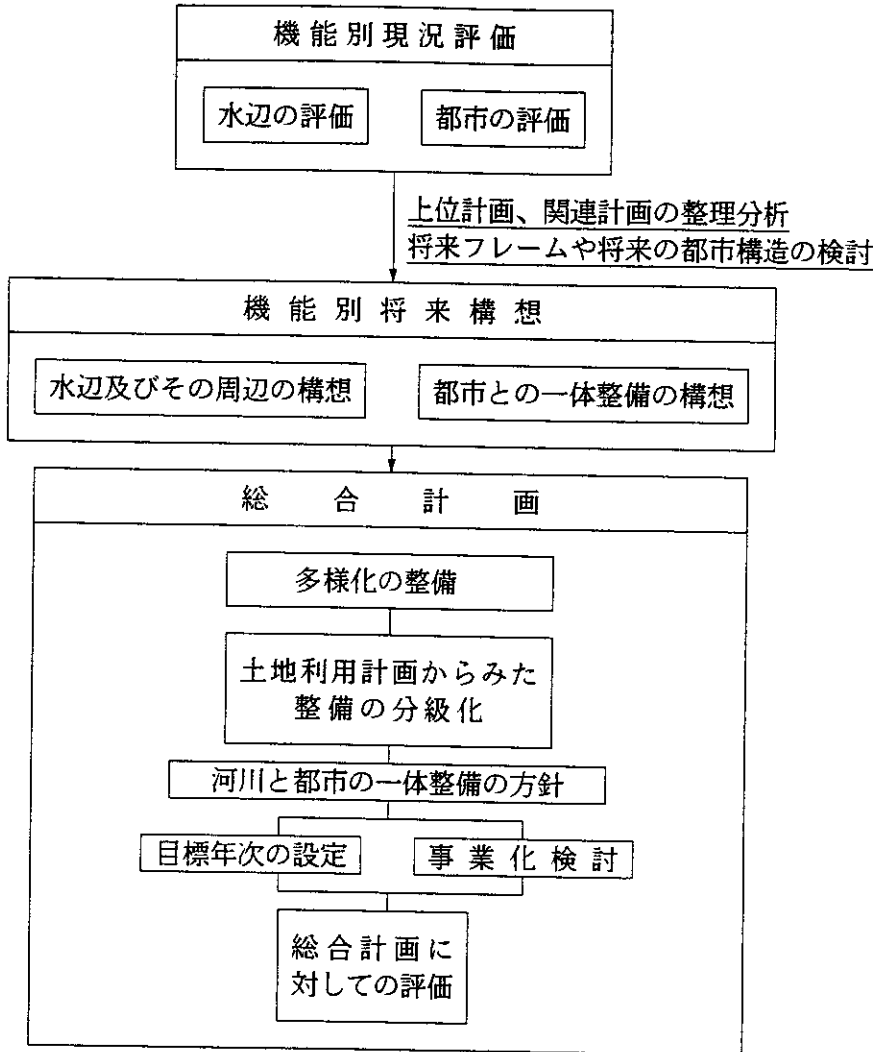 機能別現況評価
水辺の評価
都市の評価
上位計画、関連計画の整理分析
将来フレームや将来の都市構造の検討
機能別将来構想
水辺及びその周辺の構想
都市との一体整備の構想
総合計画
多様化の整備
土地利用計画からみた
整備の分級化
河川と都市の一体整備の方針
目標年次の設定
事業化検討
総合計画に
対しての評価